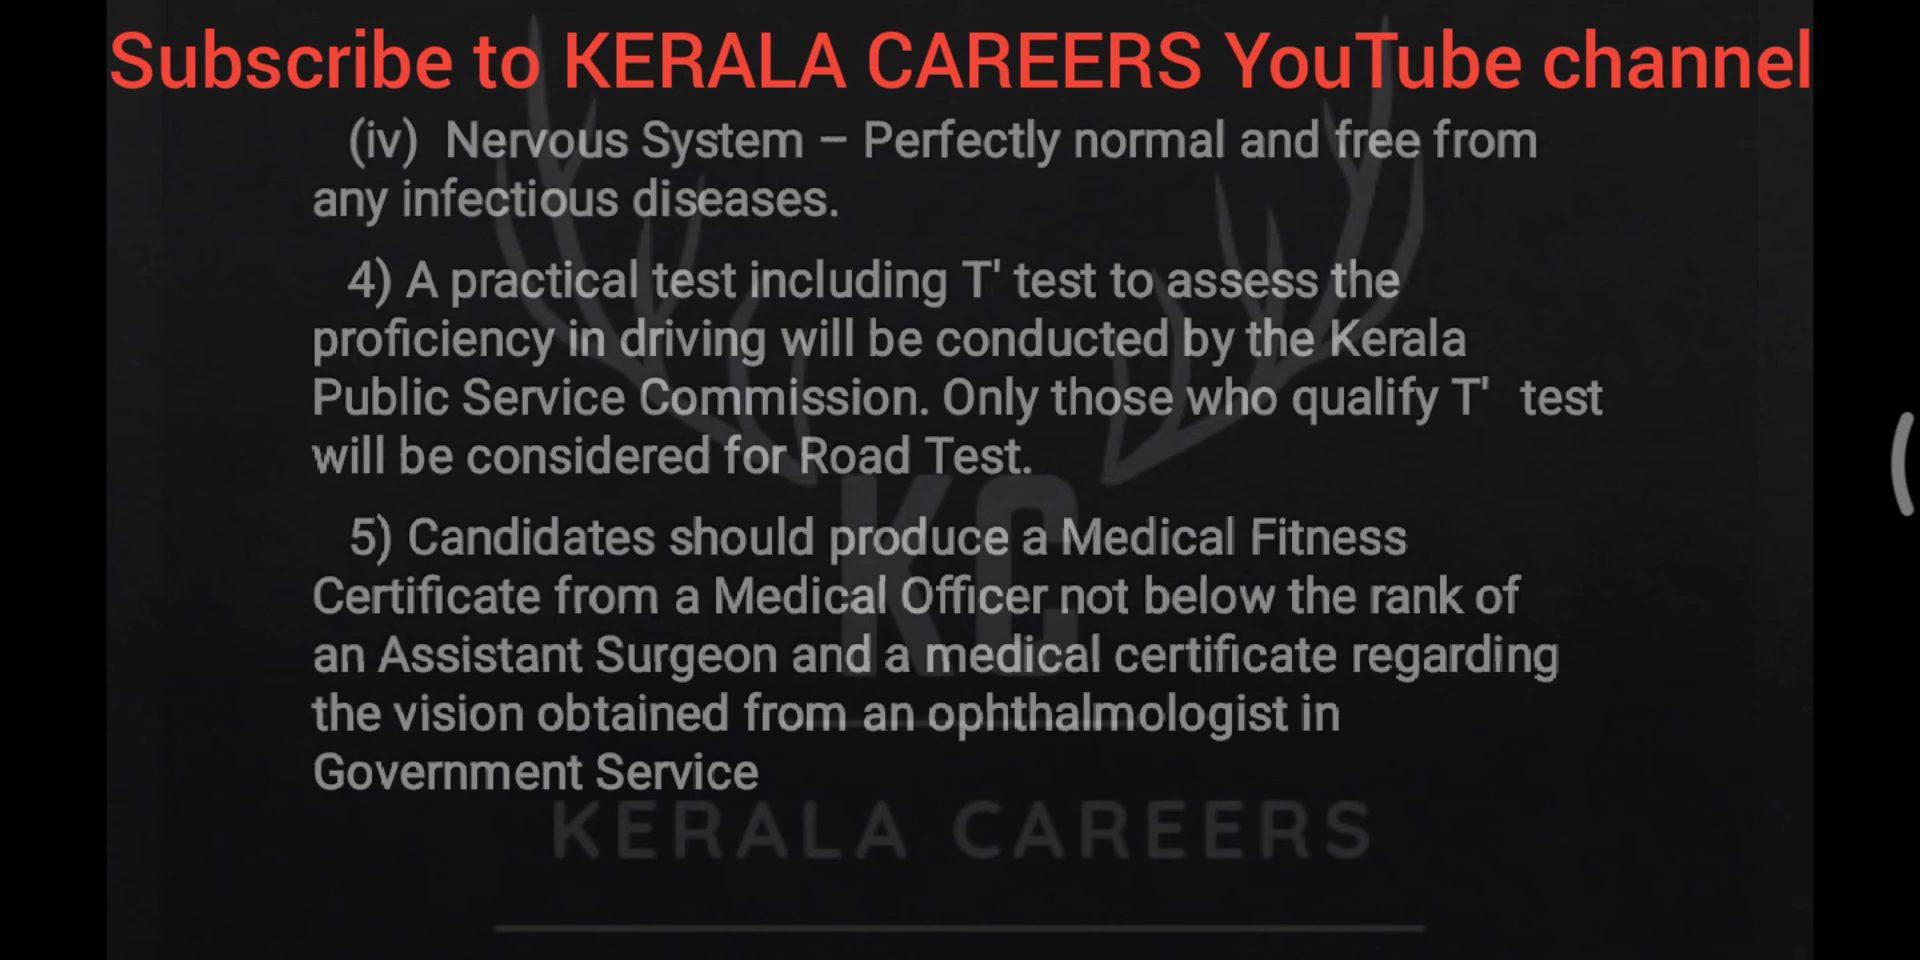 Subscribe to KERALA CAREERS YouTube channel
(iv) Nervous System – Perfectly normal and free from
any infectious diseases.
4) A practical test including T' test to assess the
proficiency in driving will be conducted by the Kerala
Public Service Commission. Only those who qualify T' test
will be considered for Road Test.
5) Candidates should produce a Medical Fitness
Certificate from a Medical Officer not below the rank of
an Assistant Surgeon and a medical certificate regarding
the vision obtained from an ophthalmologist in
Government Service
KC
KERALA CAREERS